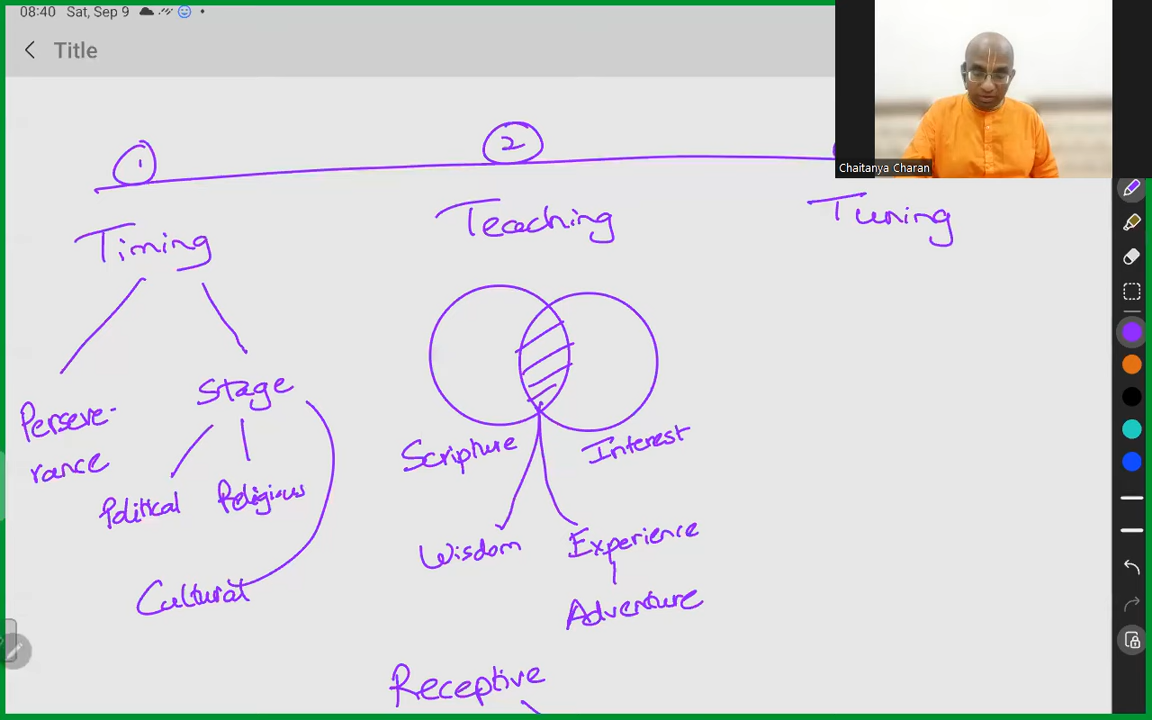 08:40 Sat, Sep 9
Title
Chaitanya Charan
1
2
Timing
Teaching
Tuning
Perseve-
rance
Stage
Political
Religious
Cultural
Scripture
Interest
Wisdom
Experience
Adventure
Receptive